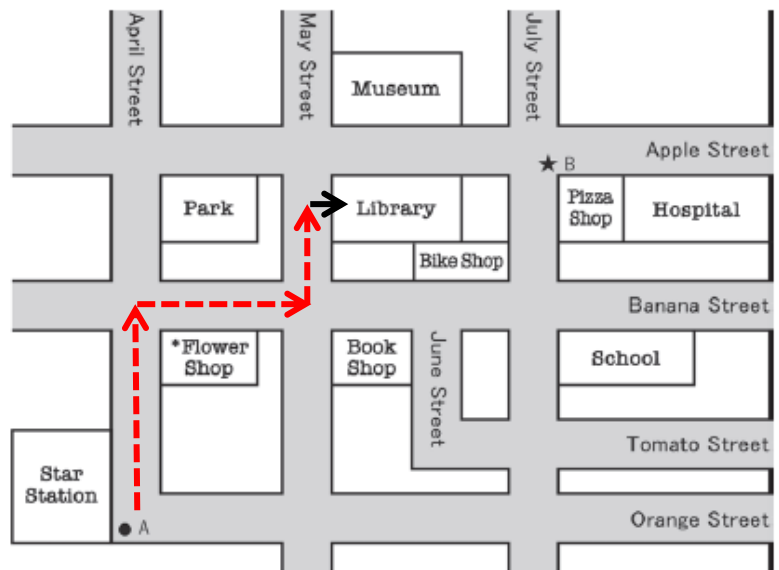 April Street
May Street
July Street
Museum
Apple Street
★ B
Park
Library
Pizza
Shop
Hospital
Bike Shop
Banana Street
*Flower
Shop
Book
Shop
June Street
School
Tomato Street
Star
Station
● A
Orange Street